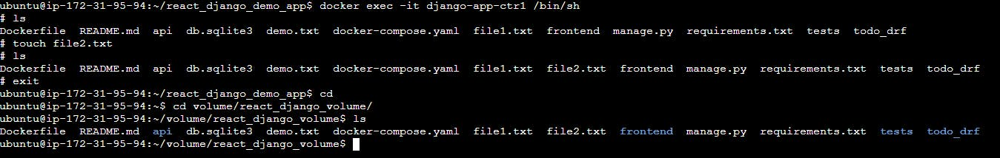 ubuntu@ip-172-31-95-94:~/react_django_demo_app$ docker exec -it django-app-ctr1 /bin/sh
# ls
Dockerfile  README.md  api  db.sqlite3  demo.txt  docker-compose.yaml  file1.txt  frontend  manage.py  requirements.txt  tests  todo_drf
# touch file2.txt
# ls
Dockerfile  README.md  api  db.sqlite3  demo.txt  docker-compose.yaml  file1.txt  file2.txt  frontend  manage.py  requirements.txt  tests  todo_drf
# exit
ubuntu@ip-172-31-95-94:~/react_django_demo_app$ cd
ubuntu@ip-172-31-95-94:~$ cd volume/react_django_volume/
ubuntu@ip-172-31-95-94:~/volume/react_django_volume$ ls
Dockerfile  README.md  api  db.sqlite3  demo.txt  docker-compose.yaml  file1.txt  file2.txt  frontend  manage.py  requirements.txt  tests  todo_drf
ubuntu@ip-172-31-95-94:~/volume/react_django_volume$